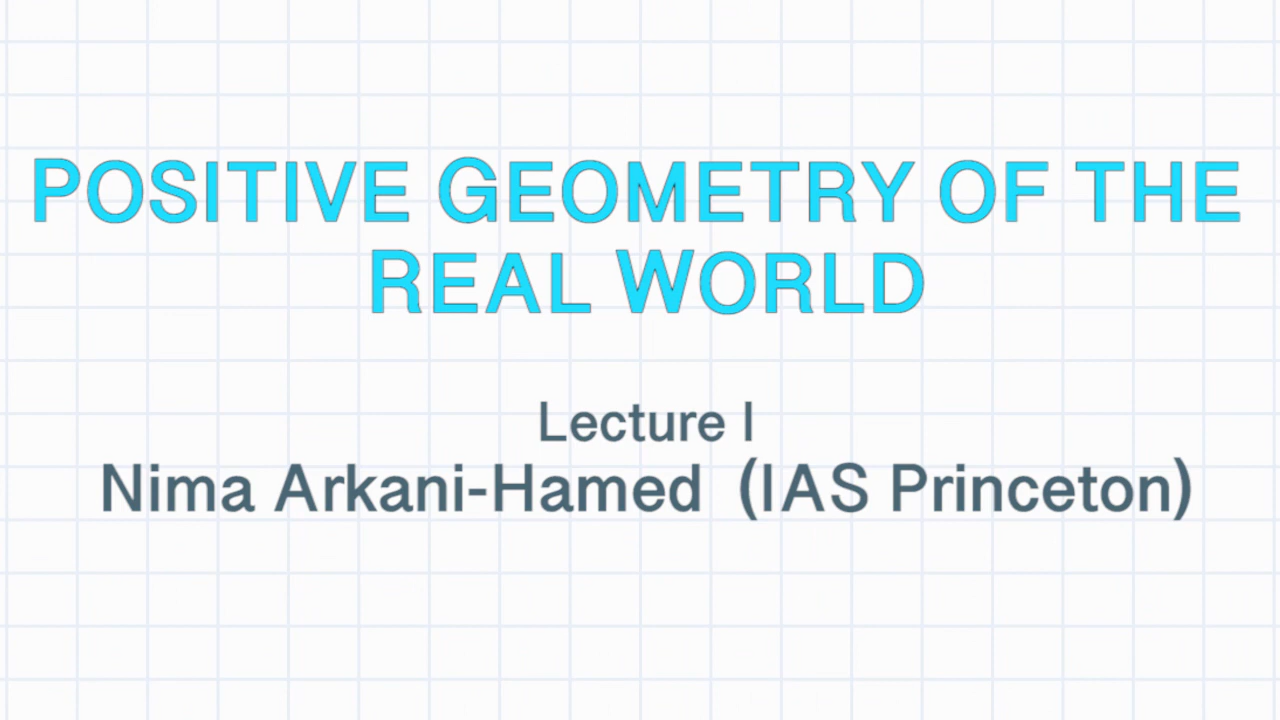 POSITIVE GEOMETRY OF THE
REAL WORLD
Lecture I
Nima Arkani-Hamed (IAS Princeton)